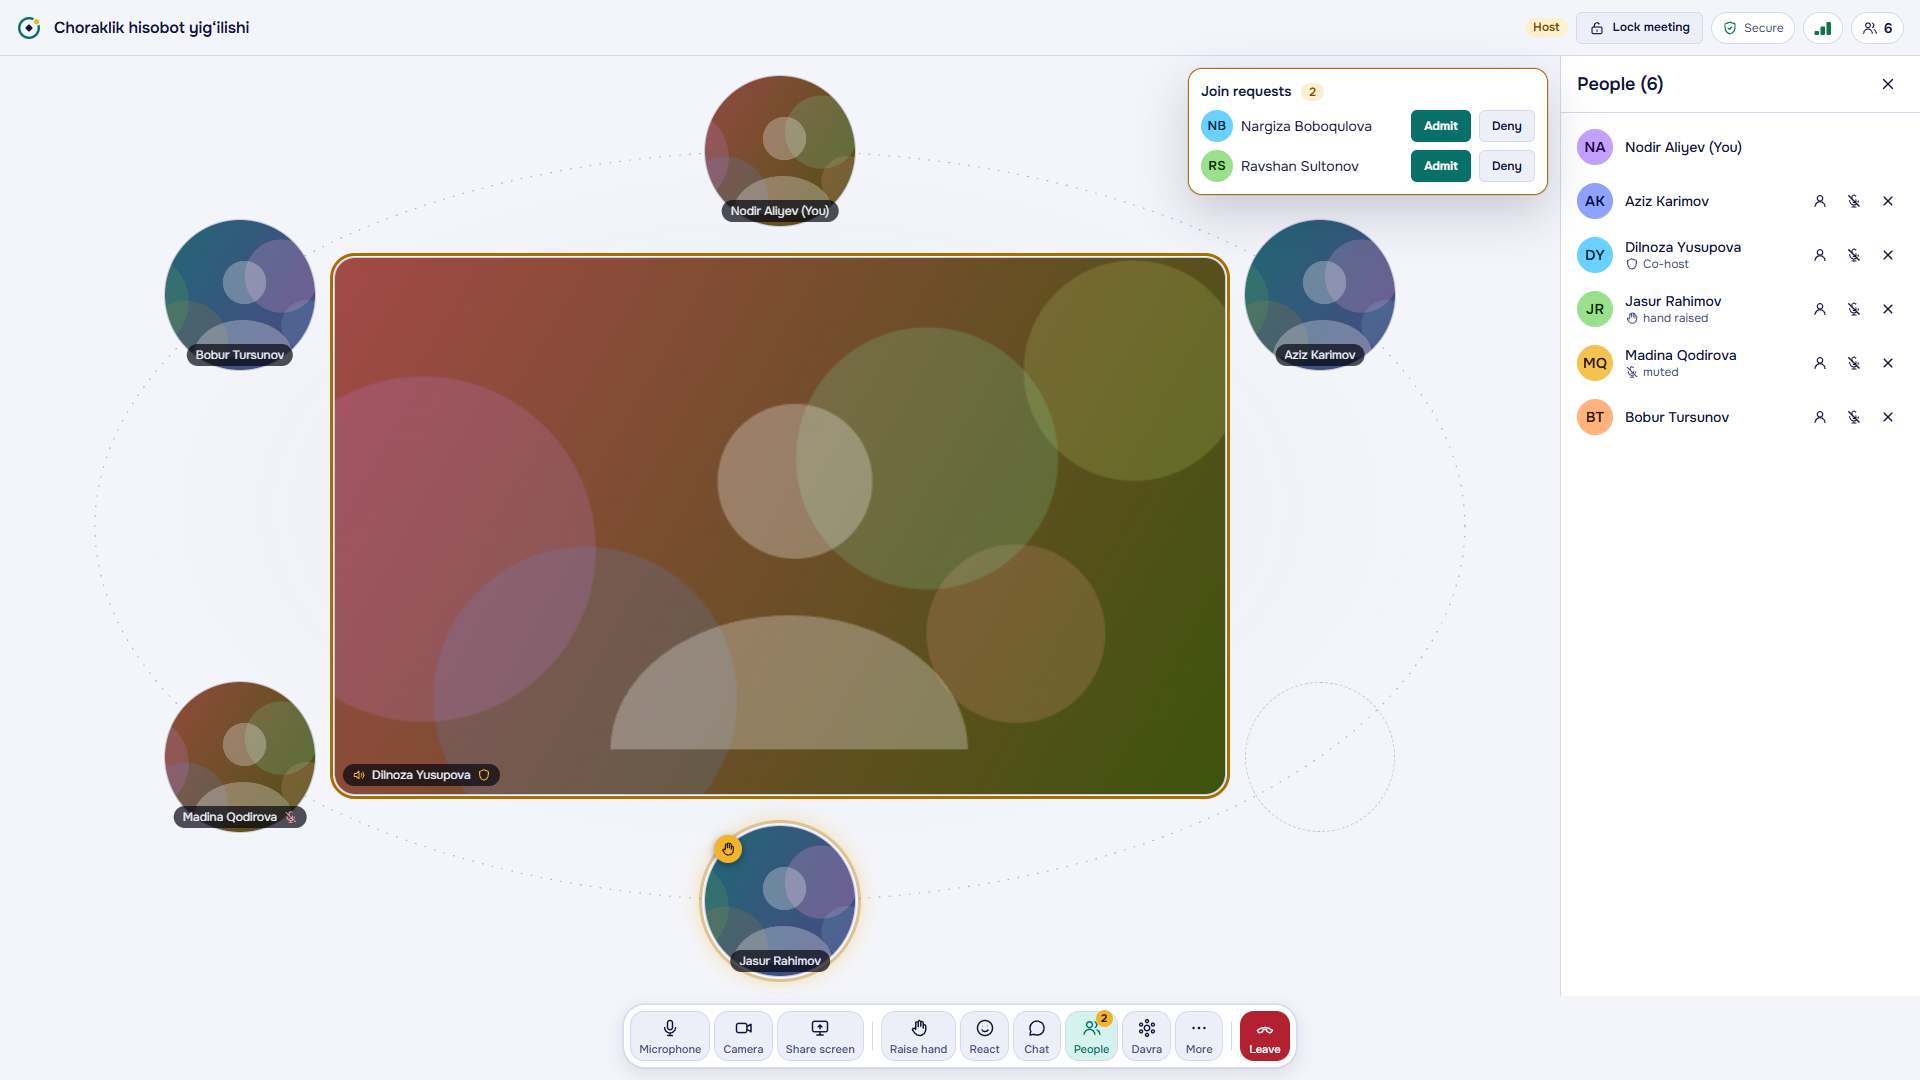 Choraklik hisobot yigʻilishi
Host
Lock meeting
Secure
6
Join requests 2
NB Nargiza Boboqulova Admit Deny
RS Ravshan Sultonov Admit Deny
People (6)
NA Nodir Aliyev (You)
AK Aziz Karimov
DY Dilnoza Yusupova
Co-host
JR Jasur Rahimov
hand raised
MQ Madina Qodirova
muted
BT Bobur Tursunov
Nodir Aliyev (You)
Bobur Tursunov
Aziz Karimov
Dilnoza Yusupova
Madina Qodirova
Jasur Rahimov
Microphone
Camera
Share screen
Raise hand
React
Chat
2
People
Davra
More
Leave